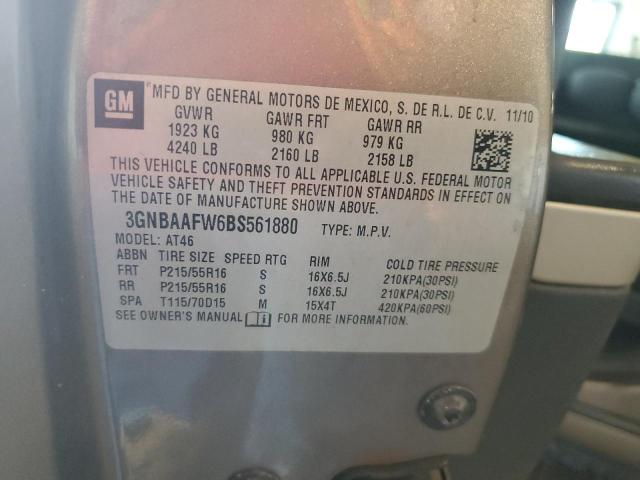 GM
MFD BY GENERAL MOTORS DE MEXICO, S. DE R.L. DE C.V. 11/10
GVWR GAWR FRT GAWR RR
1923 KG 980 KG 979 KG
4240 LB 2160 LB 2158 LB
THIS VEHICLE CONFORMS TO ALL APPLICABLE U.S. FEDERAL MOTOR
VEHICLE SAFETY AND THEFT PREVENTION STANDARDS IN EFFECT ON
THE DATE OF MANUFACTURE SHOWN ABOVE.
3GNBAAFW6BS561880 TYPE: M.P.V.
MODEL: AT46
ABBN TIRE SIZE SPEED RTG RIM COLD TIRE PRESSURE
FRT P215/55R16 S 16X6.5J 210KPA(30PSI)
RR P215/55R16 S 16X6.5J 210KPA(30PSI)
SPA T115/70D15 M 15X4T 420KPA(60PSI)
SEE OWNER'S MANUAL FOR MORE INFORMATION.